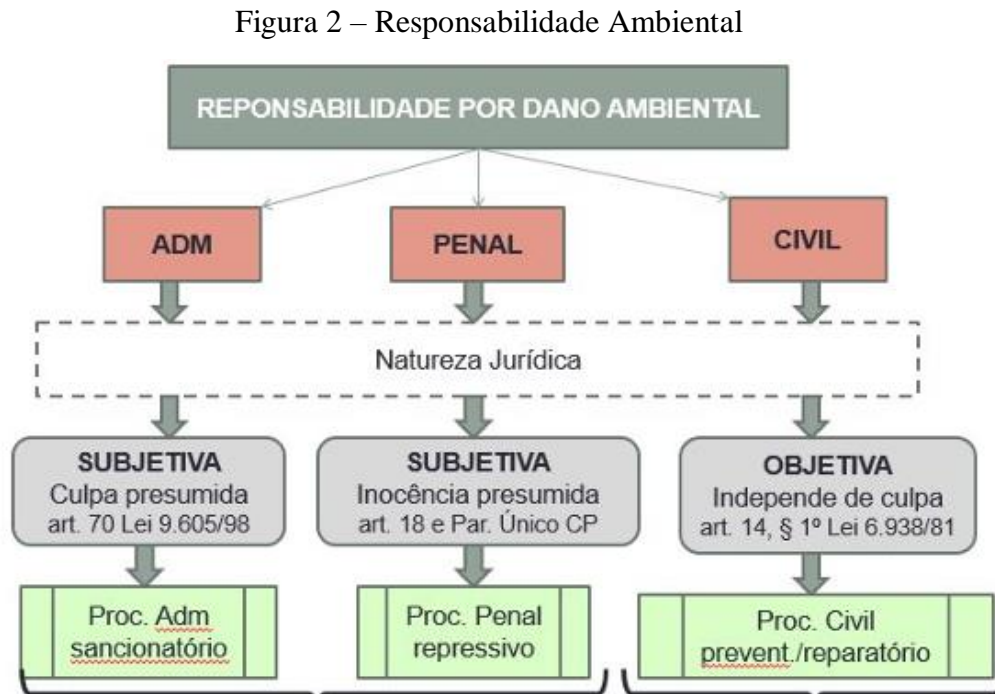 Figura 2 – Responsabilidade Ambiental
REPONSABILIDADE POR DANO AMBIENTAL
ADM
PENAL
CIVIL
Natureza Jurídica
SUBJETIVA
Culpa presumida
art. 70 Lei 9.605/98
SUBJETIVA
Inocência presumida
art. 18 e Par. Único CP
OBJETIVA
Independe de culpa
art. 14, § 1º Lei 6.938/81
Proc. Adm
sancionatório
Proc. Penal
repressivo
Proc. Civil
prevent./reparatório